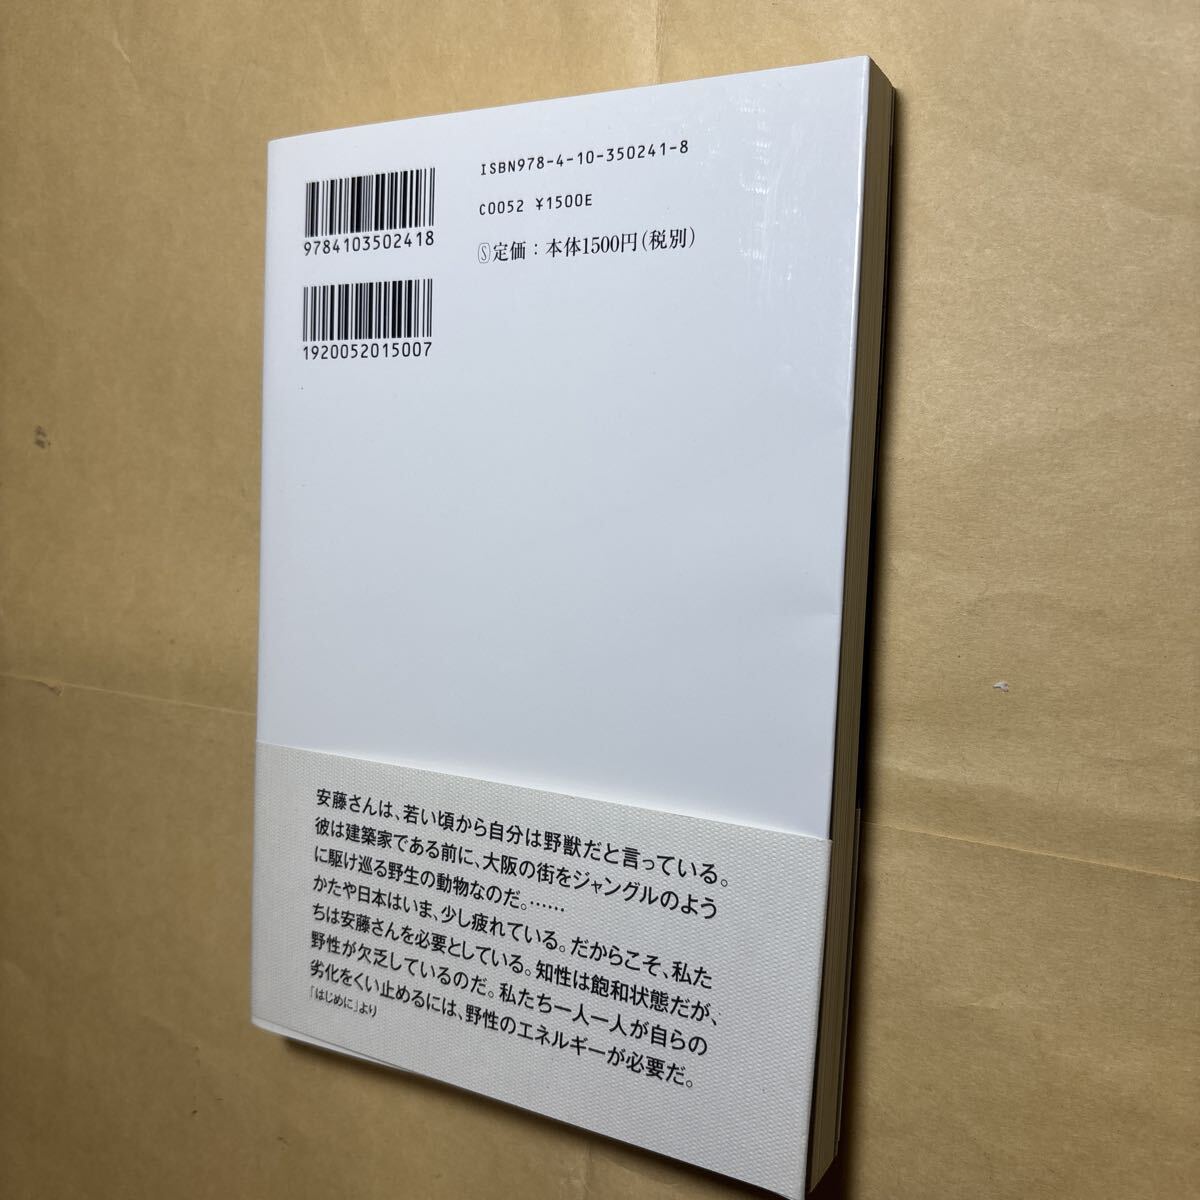 ISBN978-4-10-350241-8
C0052 ¥1500E
Ⓢ定価：本体1500円（税別）
9784103502418
1920052015007
安藤さんは、若い頃から自分は野獣だと言っている。
彼は建築家である前に、大阪の街をジャングルのよう
に駆け巡る野生の動物なのだ。……
かたや日本はいま、少し疲れている。だからこそ、私た
ちは安藤さんを必要としている。知性は飽和状態だが、
野性が欠乏しているのだ。私たち一人一人が自らの
劣化をくい止めるには、野性のエネルギーが必要だ。
「はじめに」より